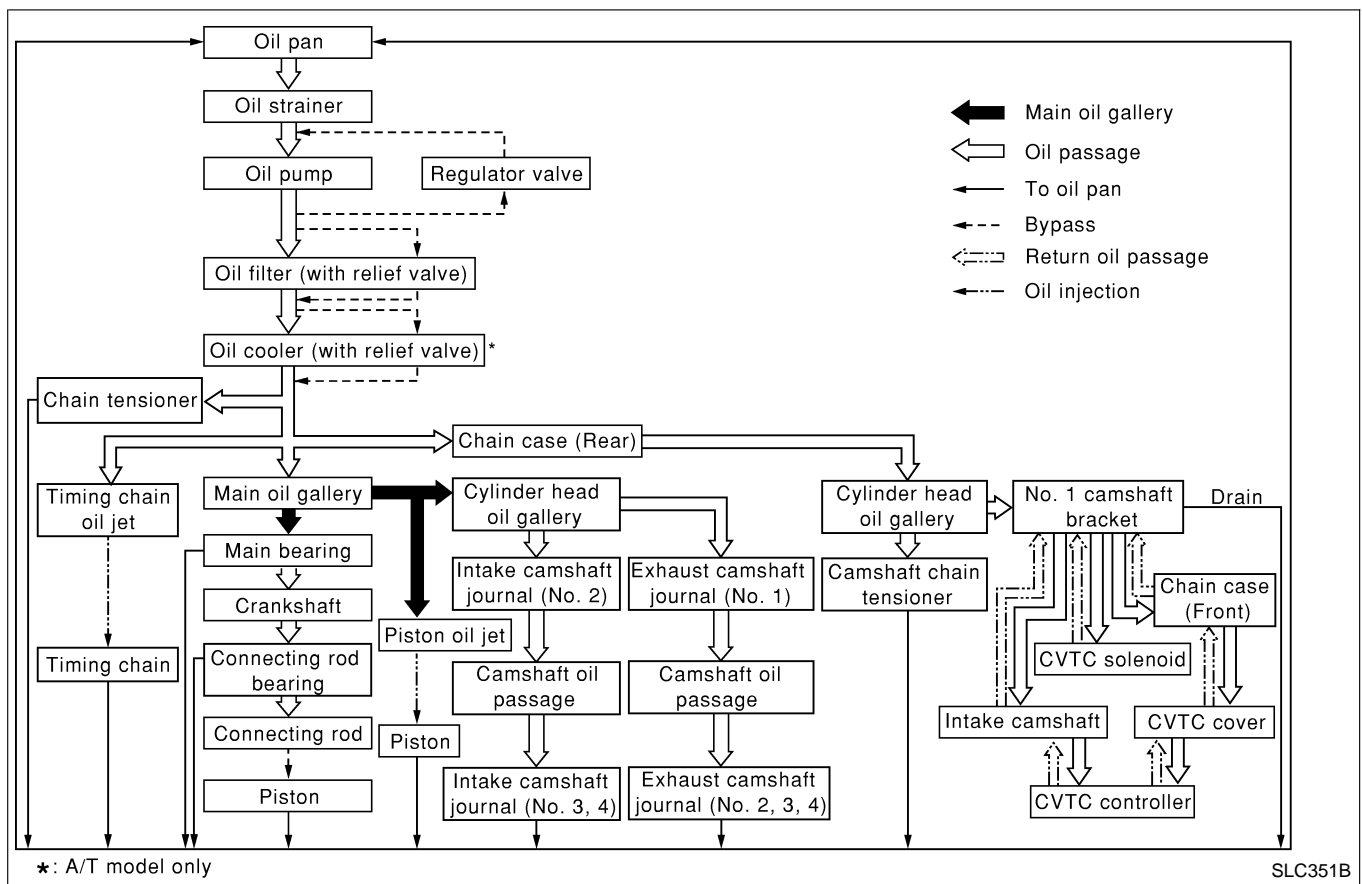 Oil pan
Oil strainer
Oil pump
Regulator valve
Oil filter (with relief valve)
Oil cooler (with relief valve) *
Main oil gallery
Oil passage
To oil pan
Bypass
Return oil passage
Oil injection
Chain tensioner
Chain case (Rear)
Timing chain
oil jet
Main oil gallery
Cylinder head
oil gallery
Cylinder head
oil gallery
No. 1 camshaft
bracket
Drain
Main bearing
Intake camshaft
journal (No. 2)
Exhaust camshaft
journal (No. 1)
Camshaft chain
tensioner
Chain case
(Front)
Crankshaft
Piston oil jet
Timing chain
Connecting rod
bearing
Camshaft oil
passage
Camshaft oil
passage
CVTC solenoid
Connecting rod
Piston
Intake camshaft
CVTC cover
Piston
Intake camshaft
journal (No. 3, 4)
Exhaust camshaft
journal (No. 2, 3, 4)
CVTC controller
*: A/T model only
SLC351B